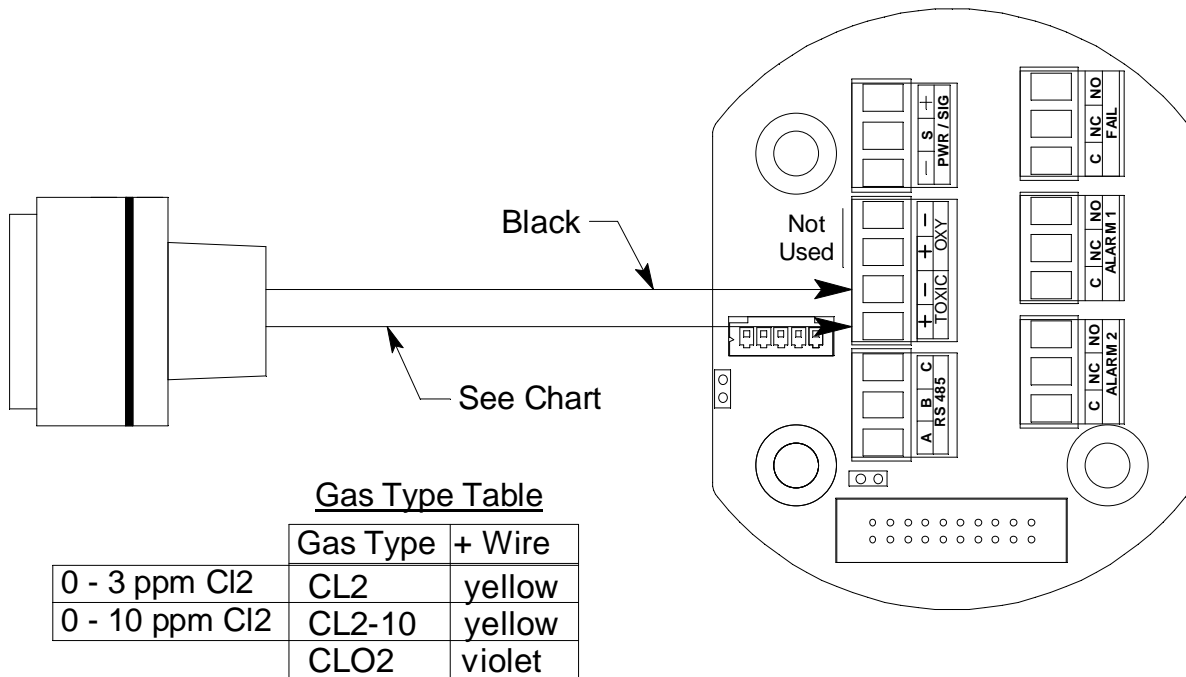 Black
See Chart
Not
Used
+
S
−
PWR / SIG
−
+
OXY
−
+
TOXIC
C
B
A
RS 485
NO
NC
C
FAIL
NO
NC
C
ALARM 1
NO
NC
C
ALARM 2
Gas Type Table
Gas Type + Wire
0 - 3 ppm Cl2 CL2 yellow
0 - 10 ppm Cl2 CL2-10 yellow
CLO2 violet